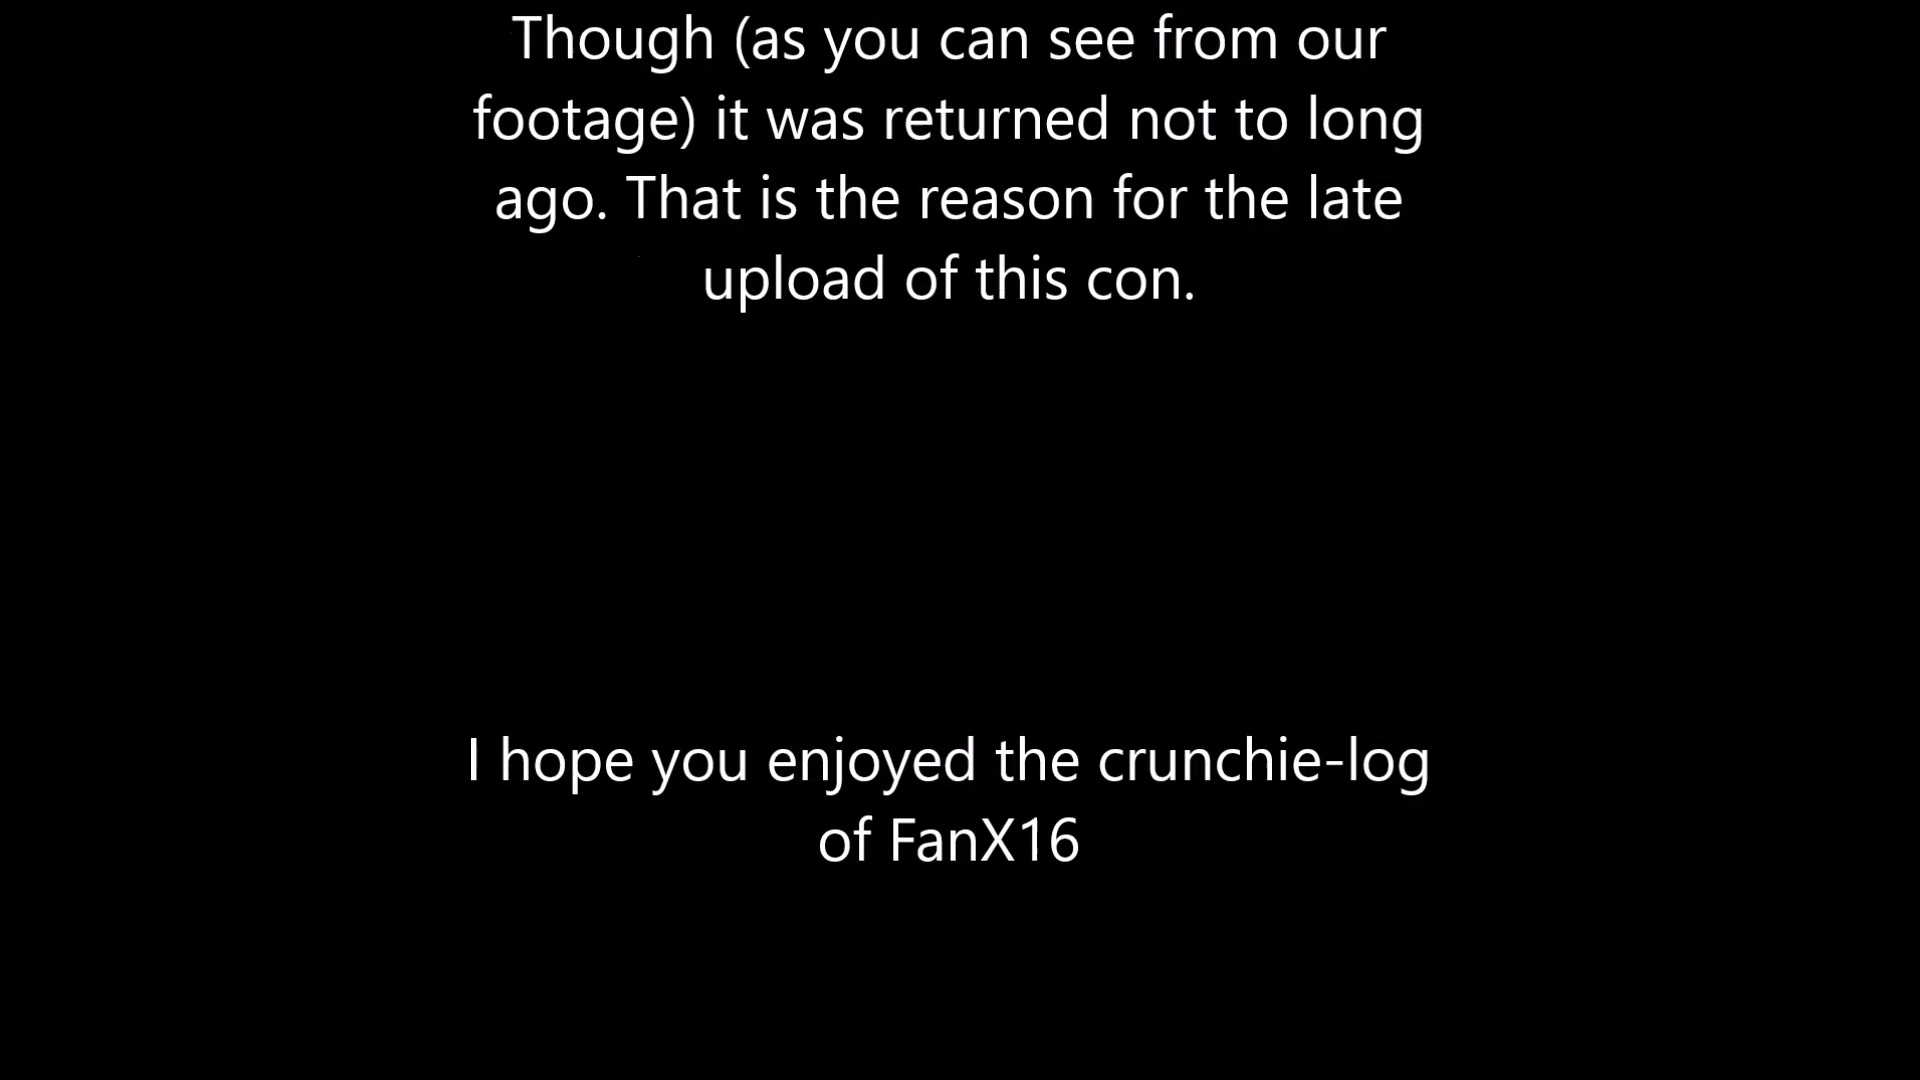 Though (as you can see from our
footage) it was returned not to long
ago. That is the reason for the late
upload of this con.
I hope you enjoyed the crunchie-log
of FanX16